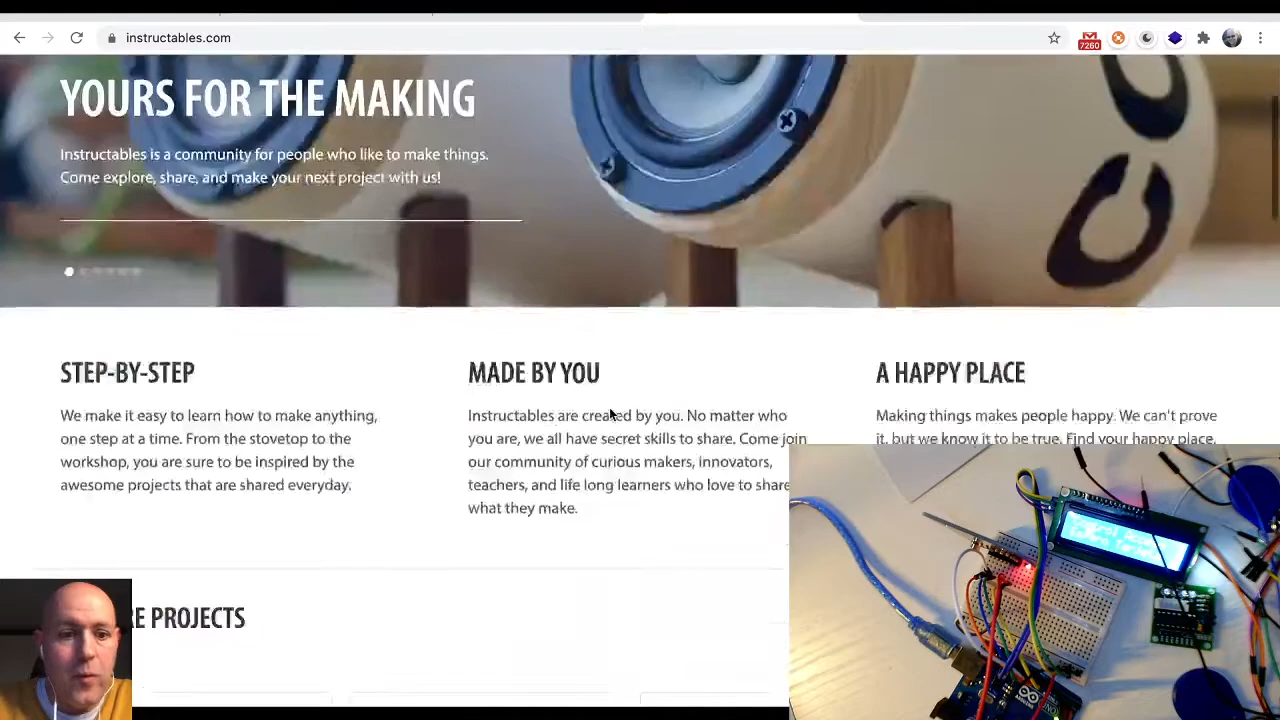 instructables.com
7260
YOURS FOR THE MAKING
Instructables is a community for people who like to make things.
Come explore, share, and make your next project with us!
STEP-BY-STEP
We make it easy to learn how to make anything,
one step at a time. From the stovetop to the
workshop, you are sure to be inspired by the
awesome projects that are shared everyday.
MADE BY YOU
Instructables are created by you. No matter who
you are, we all have secret skills to share. Come join
our community of curious makers, innovators,
teachers, and life long learners who love to share
what they make.
A HAPPY PLACE
Making things makes people happy. We can't prove
it, but we know it to be true. Find your happy place,
PROJECTS